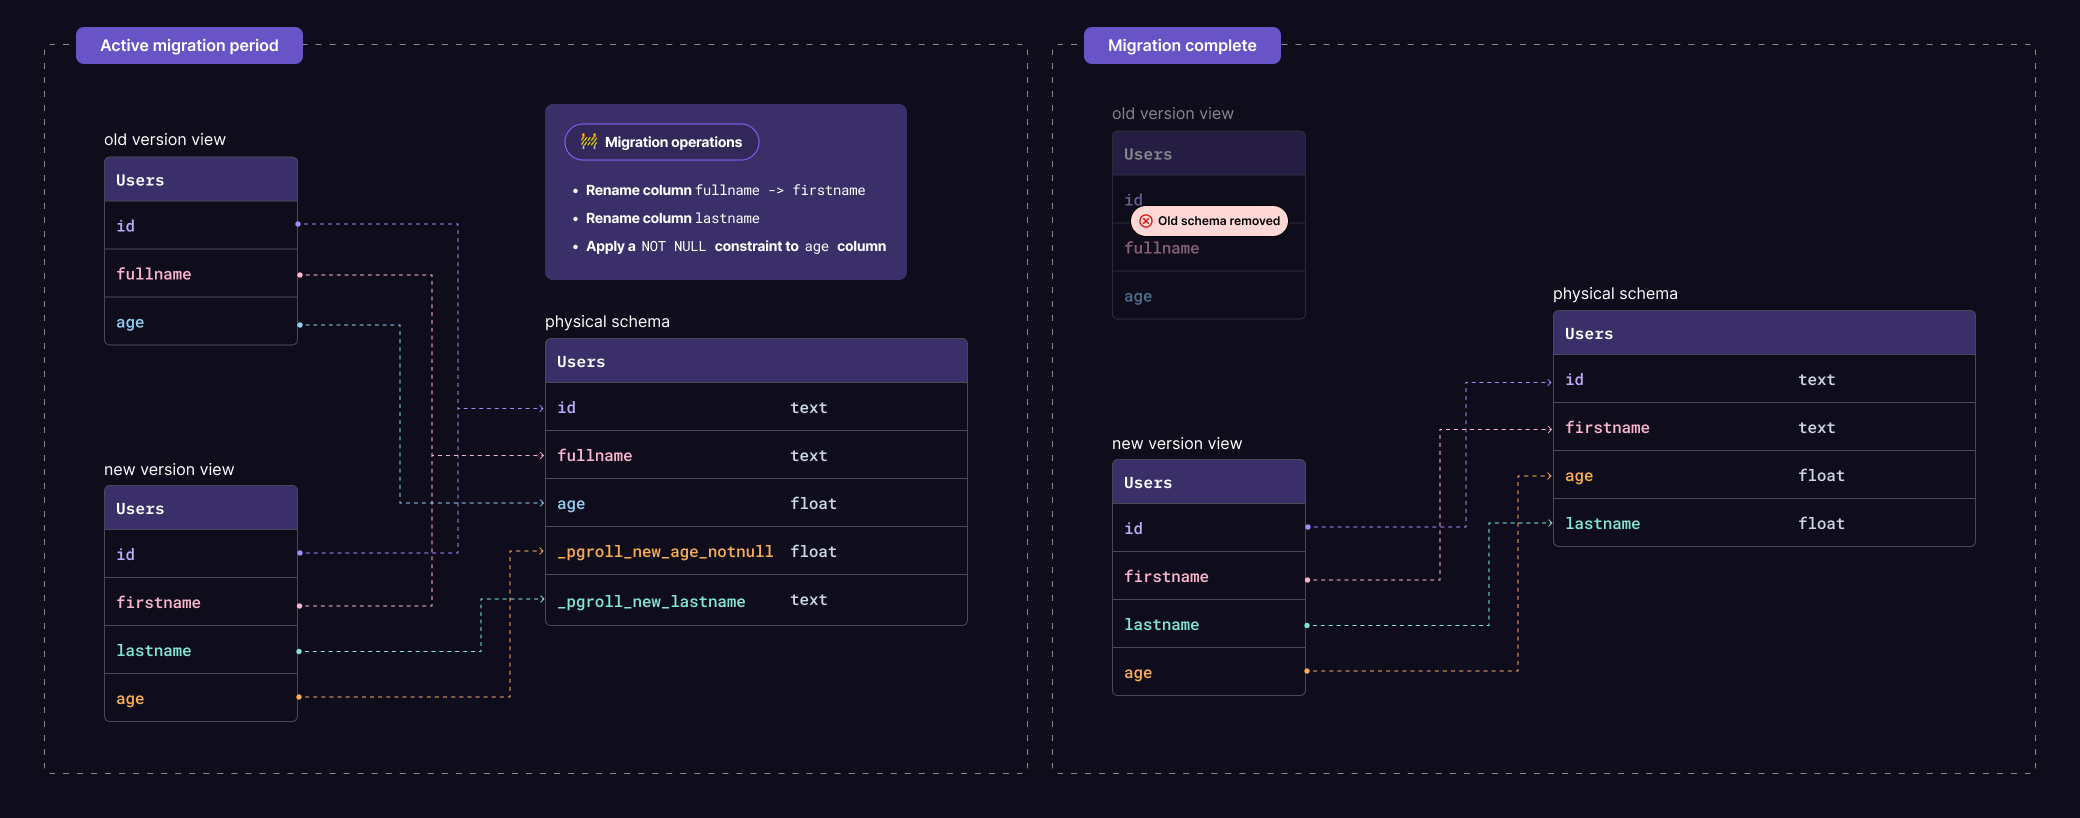 Active migration period
old version view
Users
id
fullname
age
new version view
Users
id
firstname
lastname
age
Migration operations
• Rename column fullname -> firstname
• Rename column lastname
• Apply a NOT NULL constraint to age column
physical schema
Users
id text
fullname text
age float
_pgroll_new_age_notnull float
_pgroll_new_lastname text
Migration complete
old version view
Users
id
Old schema removed
fullname
age
new version view
Users
id
firstname
lastname
age
physical schema
Users
id text
firstname text
age float
lastname float